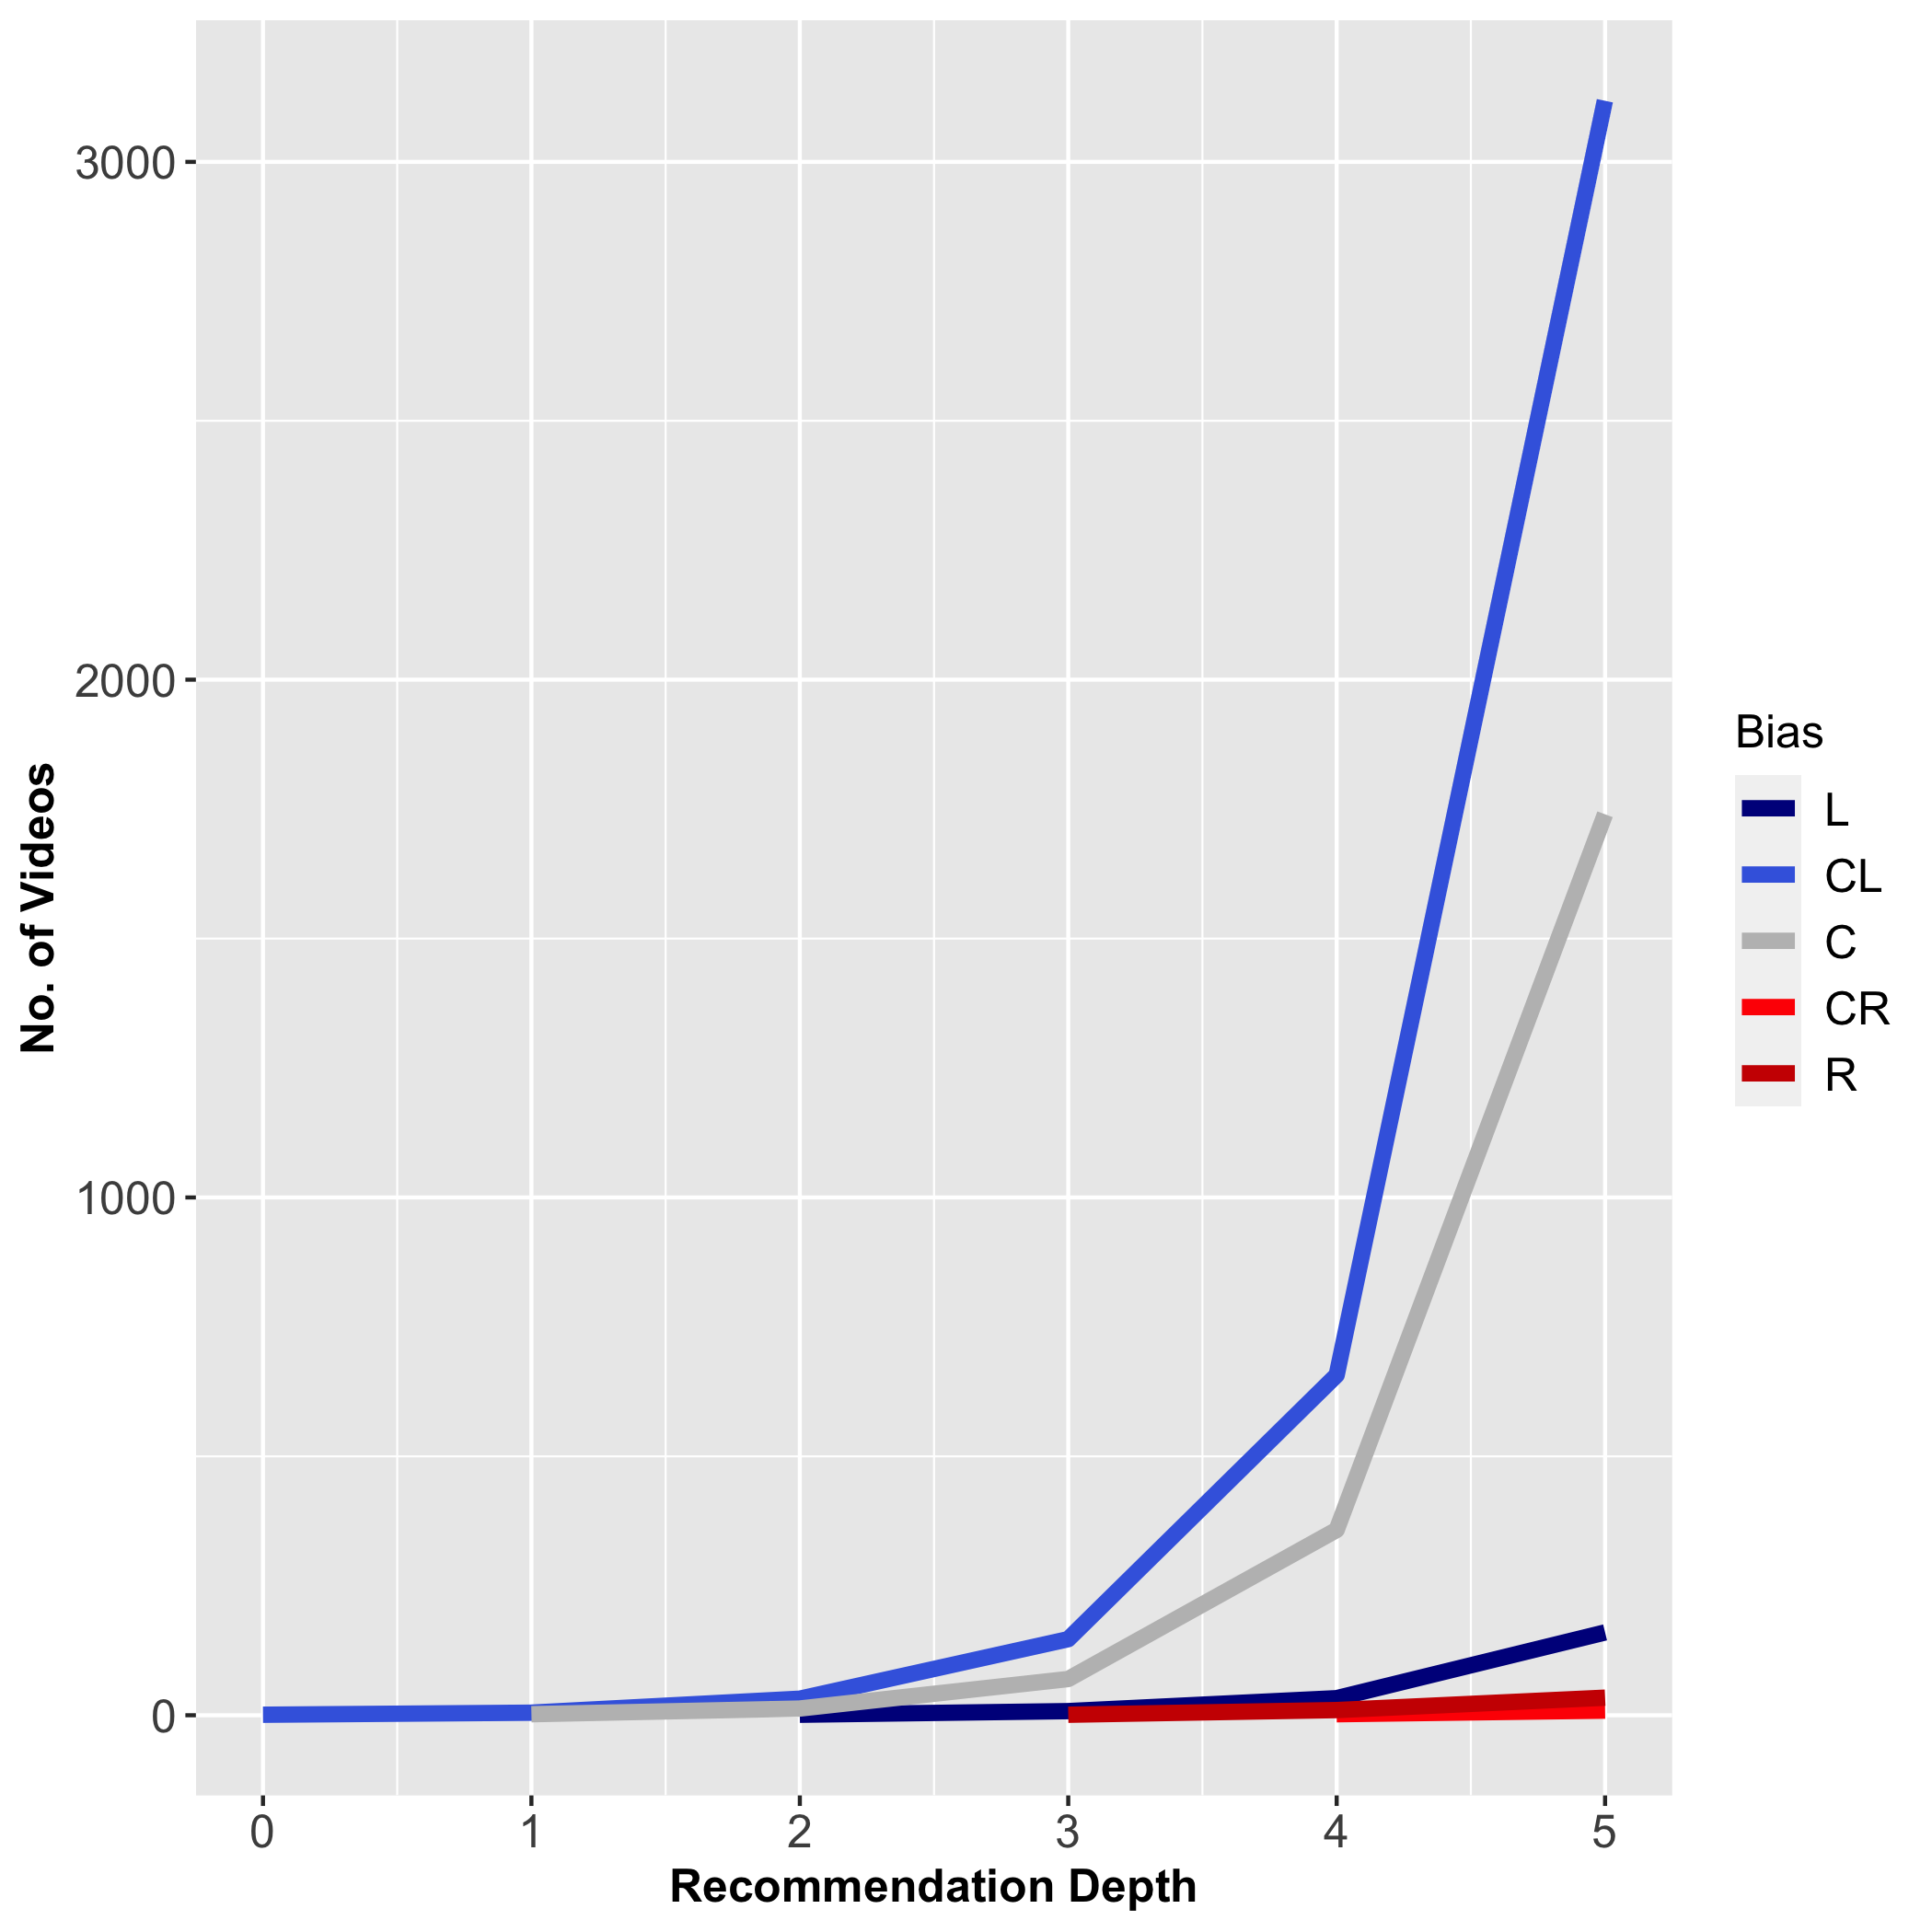 3000
2000
1000
0
No. of Videos
0 1 2 3 4 5
Recommendation Depth
Bias
L
CL
C
CR
R